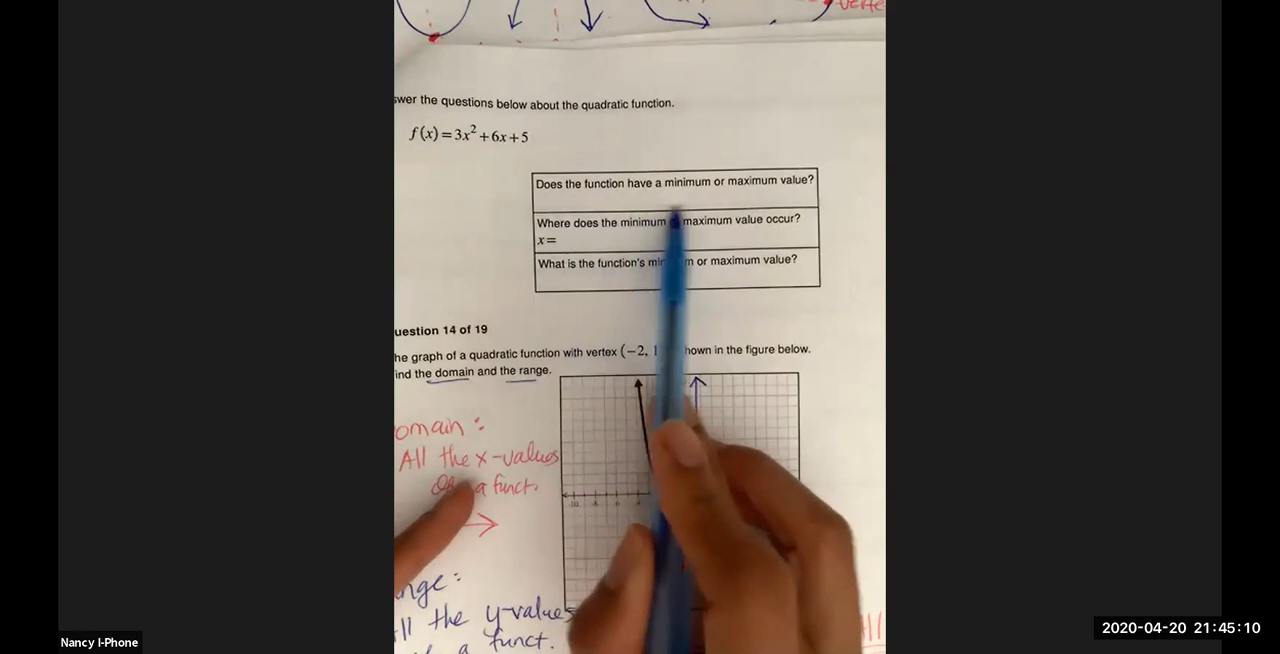 verte
swer the questions below about the quadratic function.
f(x)=3x²+6x+5
Does the function have a minimum or maximum value?
Where does the minimum maximum value occur?
x=
What is the function's or maximum value?
uestion 14 of 19
he graph of a quadratic function with vertex (−2, hown in the figure below.
ind the domain and the range.
omain:
All the x-values
a funct.
nge:
ll the y-values
a funct.
Nancy I-Phone
2020-04-20 21:45:10